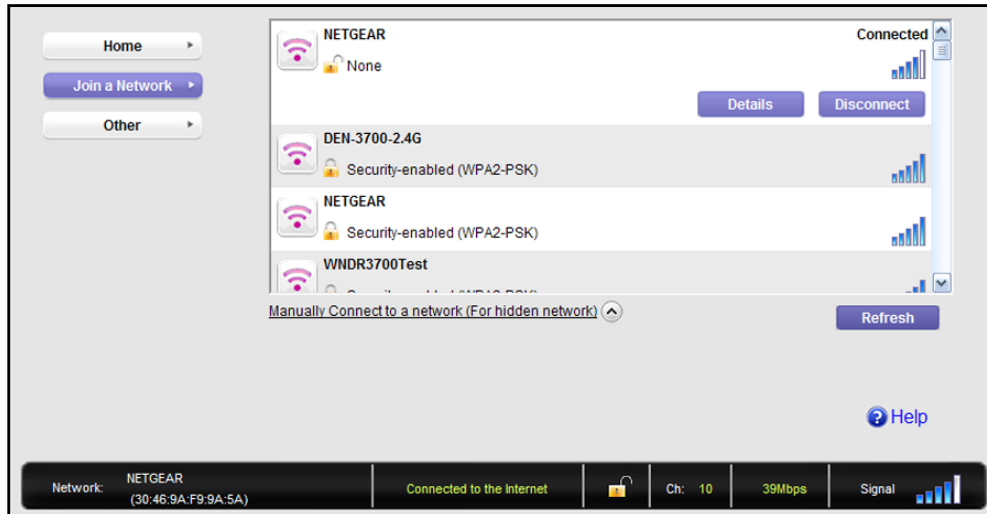 Home
Join a Network
Other
NETGEAR
Connected
None
Details
Disconnect
DEN-3700-2.4G
Security-enabled (WPA2-PSK)
NETGEAR
Security-enabled (WPA2-PSK)
WNDR3700Test
Manually Connect to a network (For hidden network)
Refresh
Help
Network:
NETGEAR
(30:46:9A:F9:9A:5A)
Connected to the Internet
Ch: 10
39Mbps
Signal